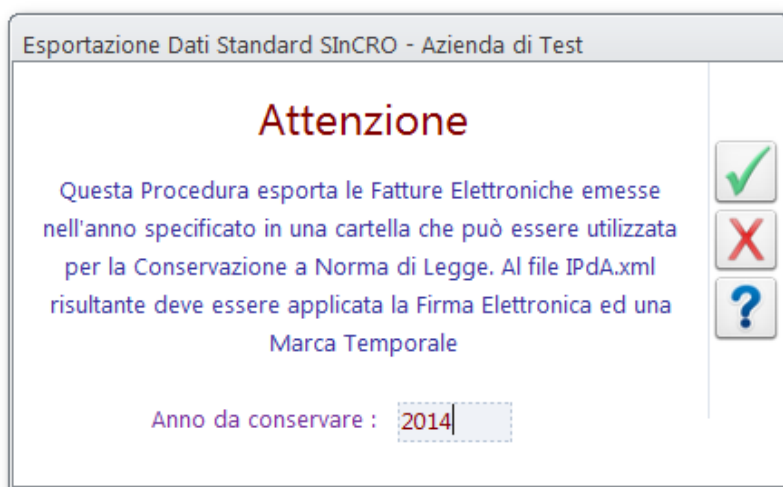 Esportazione Dati Standard SInCRO - Azienda di Test
Attenzione
Questa Procedura esporta le Fatture Elettroniche emesse
nell'anno specificato in una cartella che può essere utilizzata
per la Conservazione a Norma di Legge. Al file IPdA.xml
risultante deve essere applicata la Firma Elettronica ed una
Marca Temporale
Anno da conservare : 2014